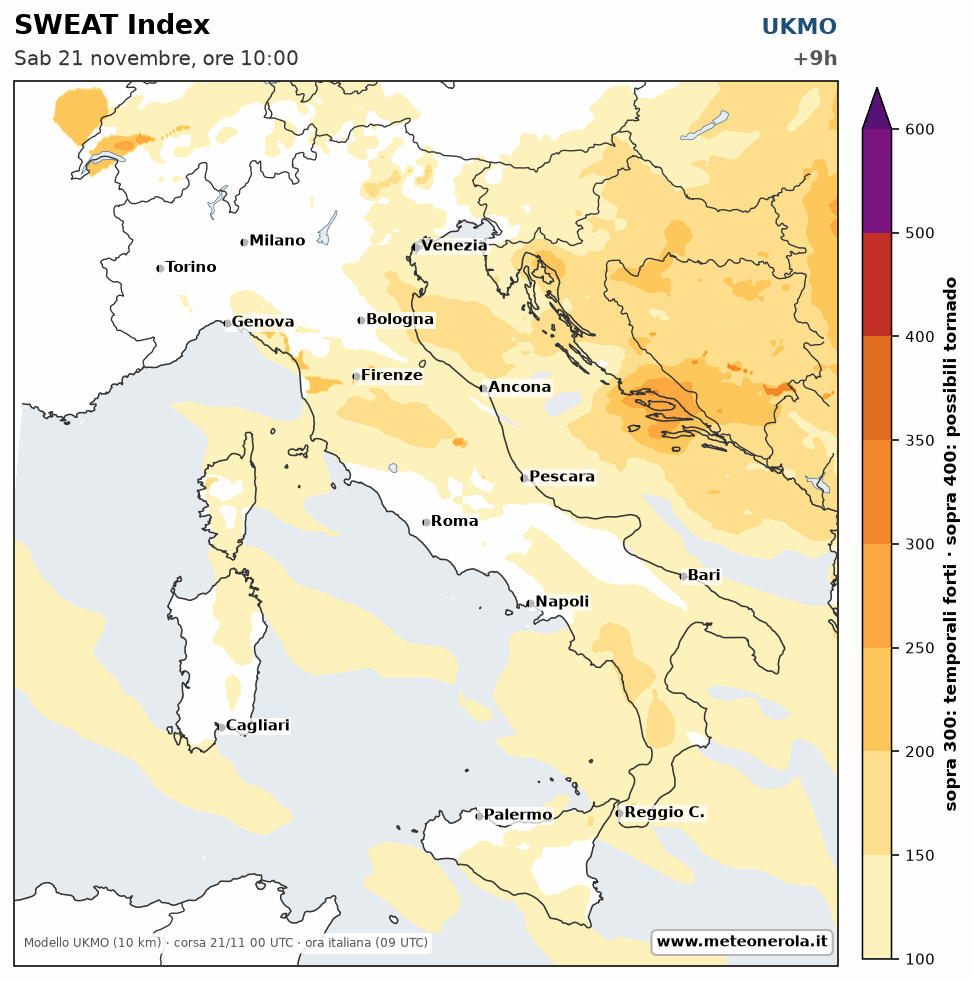 SWEAT Index
UKMO
Sab 21 novembre, ore 10:00
+9h
Milano
Venezia
Torino
Genova
Bologna
Firenze
Ancona
Pescara
Roma
Bari
Napoli
Cagliari
Palermo
Reggio C.
Modello UKMO (10 km) · corsa 21/11 00 UTC · ora italiana (09 UTC)
www.meteonerola.it
600
500
400
350
300
250
200
150
100
sopra 300: temporali forti · sopra 400: possibili tornado